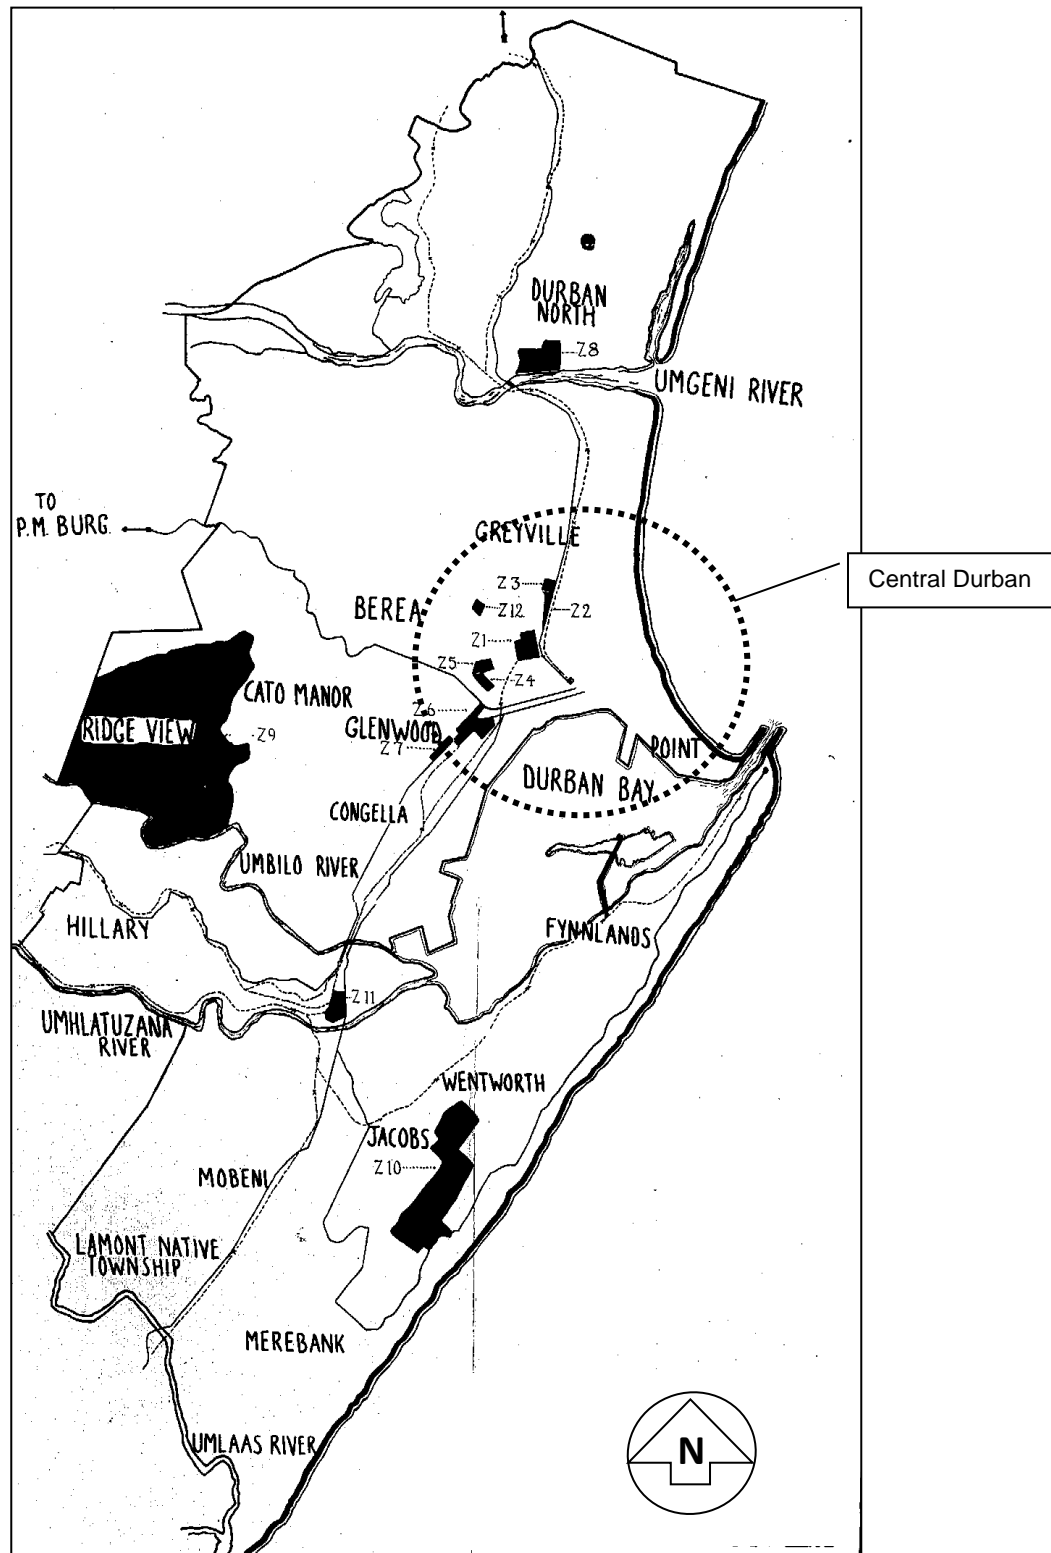 DURBAN
NORTH
Z8
UMGENI RIVER
TO
P.M. BURG.
GREYVILLE
Central Durban
Z3
BEREA
Z12
Z2
Z1
Z5
Z4
CATO MANOR
Z6
RIDGE VIEW
Z9
GLENWOOD
Z7
POINT
DURBAN BAY
CONGELLA
UMBILO RIVER
HILLARY
FYNNLANDS
Z11
UMHLATUZANA
RIVER
WENTWORTH
JACOBS
Z10
MOBENI
LAMONT NATIVE
TOWNSHIP
MEREBANK
UMLAAS RIVER
N